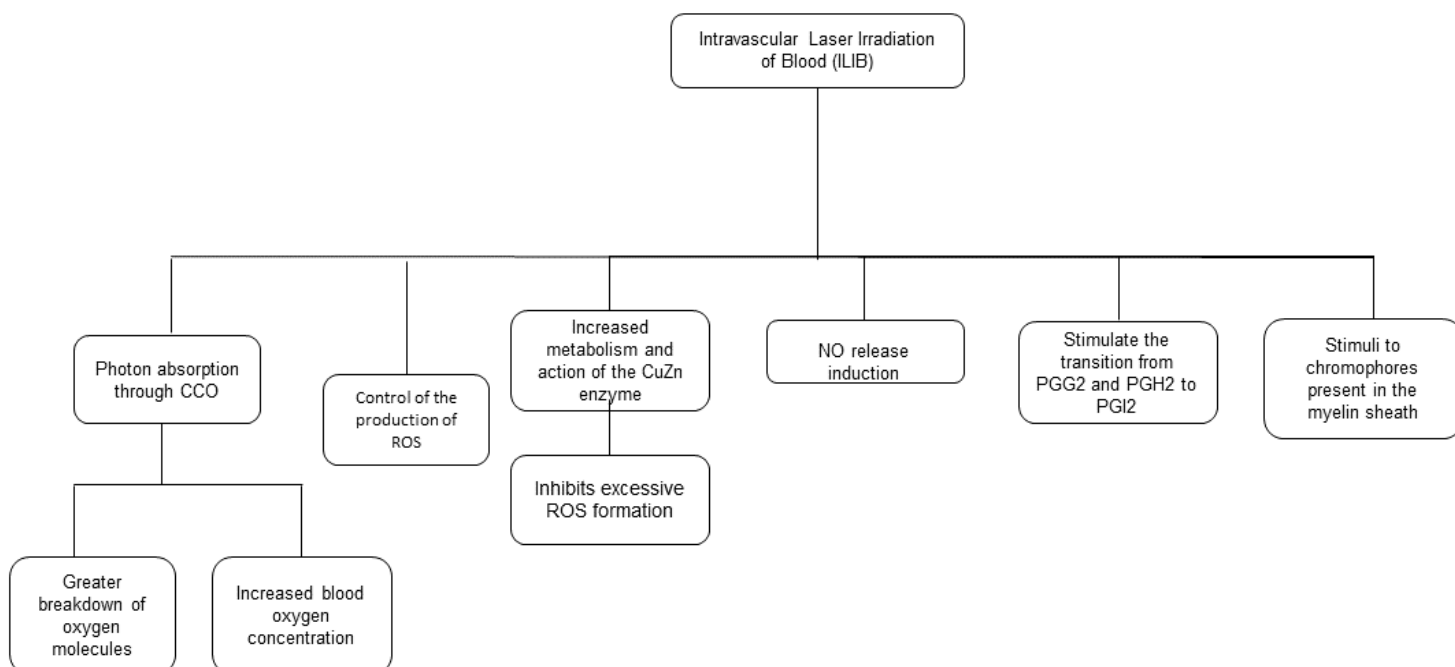 Intravascular Laser Irradiation
of Blood (ILIB)
Photon absorption
through CCO
Control of the
production of
ROS
Increased
metabolism and
action of the CuZn
enzyme
NO release
induction
Stimulate the
transition from
PGG2 and PGH2 to
PGI2
Stimuli to
chromophores
present in the
myelin sheath
Inhibits excessive
ROS formation
Greater
breakdown of
oxygen
molecules
Increased blood
oxygen
concentration